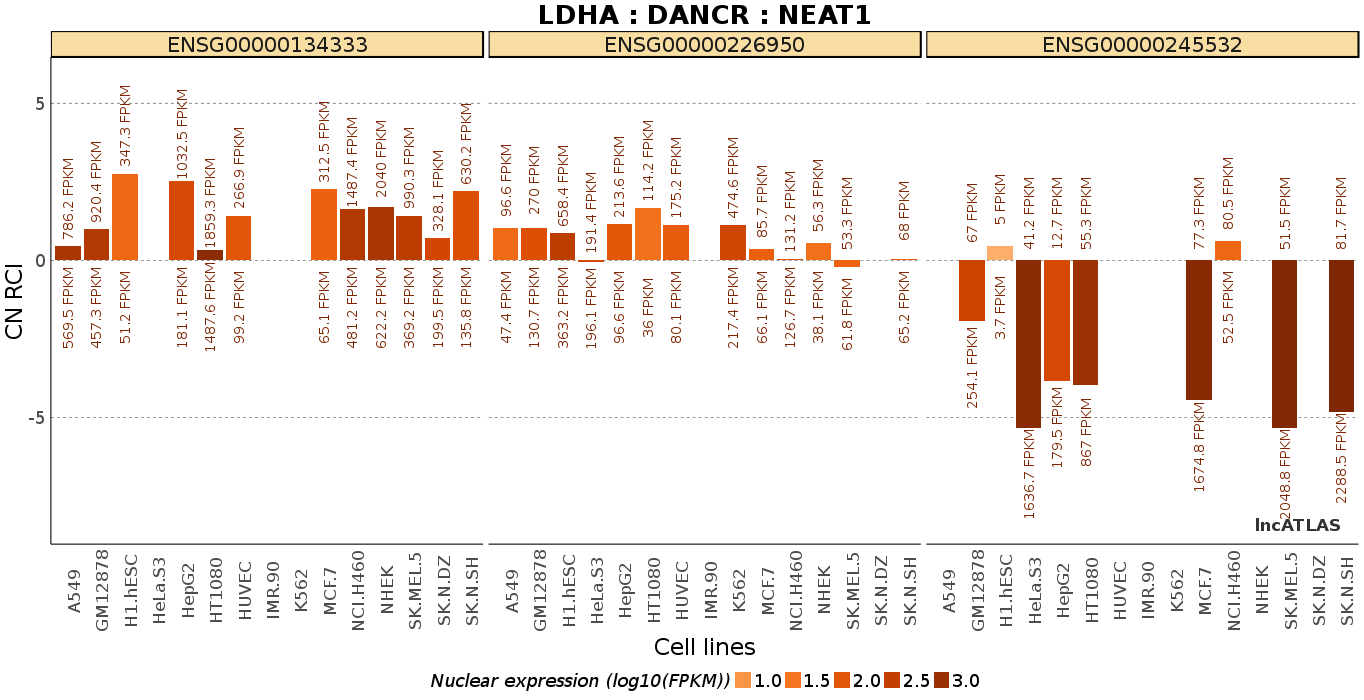 LDHA : DANCR : NEAT1
ENSG00000134333 ENSG00000226950 ENSG00000245532
CN RCI
5
0
-5
786.2 FPKM 920.4 FPKM 347.3 FPKM 1032.5 FPKM 1859.3 FPKM 266.9 FPKM 312.5 FPKM 1487.4 FPKM 2040 FPKM 990.3 FPKM 328.1 FPKM 630.2 FPKM
569.5 FPKM 457.3 FPKM 51.2 FPKM 181.1 FPKM 1487.6 FPKM 99.2 FPKM 65.1 FPKM 481.2 FPKM 622.2 FPKM 369.2 FPKM 199.5 FPKM 135.8 FPKM
96.6 FPKM 270 FPKM 658.4 FPKM 191.4 FPKM 213.6 FPKM 114.2 FPKM 175.2 FPKM 474.6 FPKM 85.7 FPKM 131.2 FPKM 56.3 FPKM 53.3 FPKM 68 FPKM
47.4 FPKM 130.7 FPKM 363.2 FPKM 196.1 FPKM 96.6 FPKM 36 FPKM 80.1 FPKM 217.4 FPKM 66.1 FPKM 126.7 FPKM 38.1 FPKM 61.8 FPKM 65.2 FPKM
67 FPKM 5 FPKM 41.2 FPKM 12.7 FPKM 55.3 FPKM 77.3 FPKM 80.5 FPKM 51.5 FPKM 81.7 FPKM
254.1 FPKM 3.7 FPKM 1636.7 FPKM 179.5 FPKM 867 FPKM 1674.8 FPKM 52.5 FPKM 2048.8 FPKM 2288.5 FPKM
lncATLAS
A549 GM12878 H1.hESC HeLa.S3 HepG2 HT1080 HUVEC IMR.90 K562 MCF.7 NCI.H460 NHEK SK.MEL.5 SK.N.DZ SK.N.SH
A549 GM12878 H1.hESC HeLa.S3 HepG2 HT1080 HUVEC IMR.90 K562 MCF.7 NCI.H460 NHEK SK.MEL.5 SK.N.DZ SK.N.SH
A549 GM12878 H1.hESC HeLa.S3 HepG2 HT1080 HUVEC IMR.90 K562 MCF.7 NCI.H460 NHEK SK.MEL.5 SK.N.DZ SK.N.SH
Cell lines
Nuclear expression (log10(FPKM)) 1.0 1.5 2.0 2.5 3.0